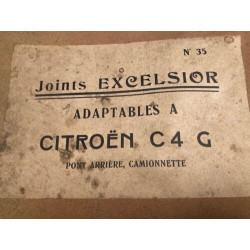 N° 35
Joints EXCELSIOR
ADAPTABLES A
CITROËN C4 G
PONT ARRIÈRE, CAMIONNETTE